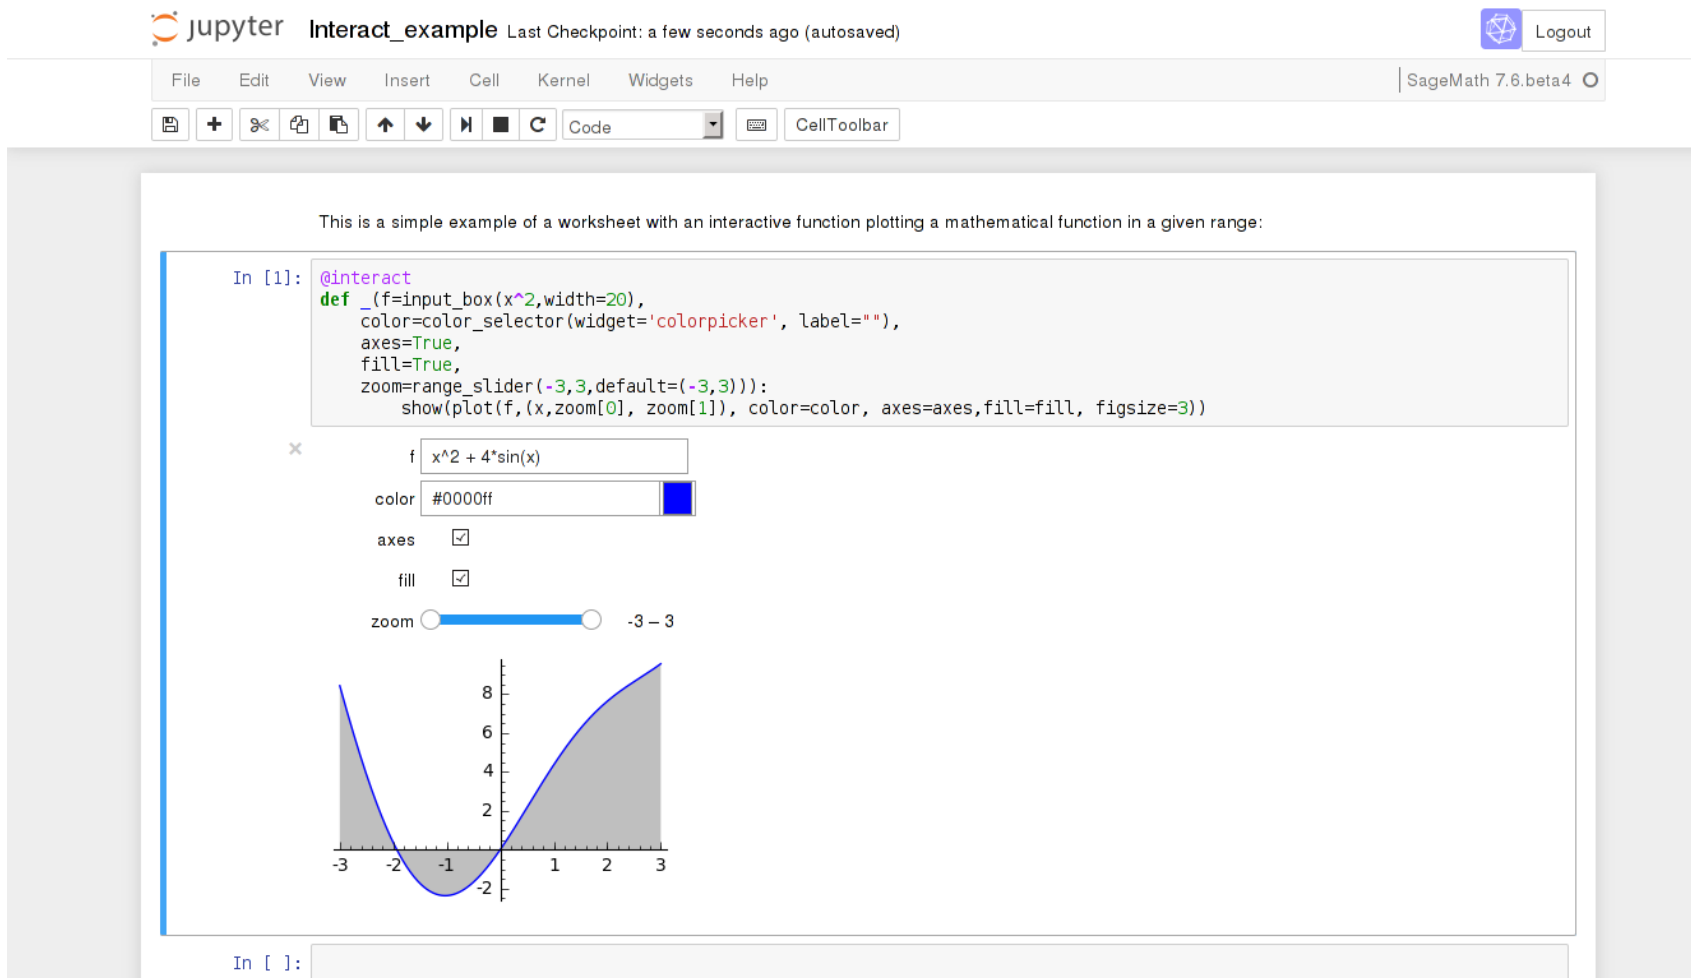 jupyter Interact_example Last Checkpoint: a few seconds ago (autosaved) Logout
File Edit View Insert Cell Kernel Widgets Help SageMath 7.6.beta4
Code CellToolbar
This is a simple example of a worksheet with an interactive function plotting a mathematical function in a given range:
In [1]: @interact
def _(f=input_box(x^2,width=20),
    color=color_selector(widget='colorpicker', label=""),
    axes=True,
    fill=True,
    zoom=range_slider(-3,3,default=(-3,3))):
        show(plot(f,(x,zoom[0], zoom[1]), color=color, axes=axes,fill=fill, figsize=3))
f x^2 + 4*sin(x)
color #0000ff
axes
fill
zoom -3 – 3
8
6
4
2
-3 -2 -1 1 2 3
-2
In [ ]: